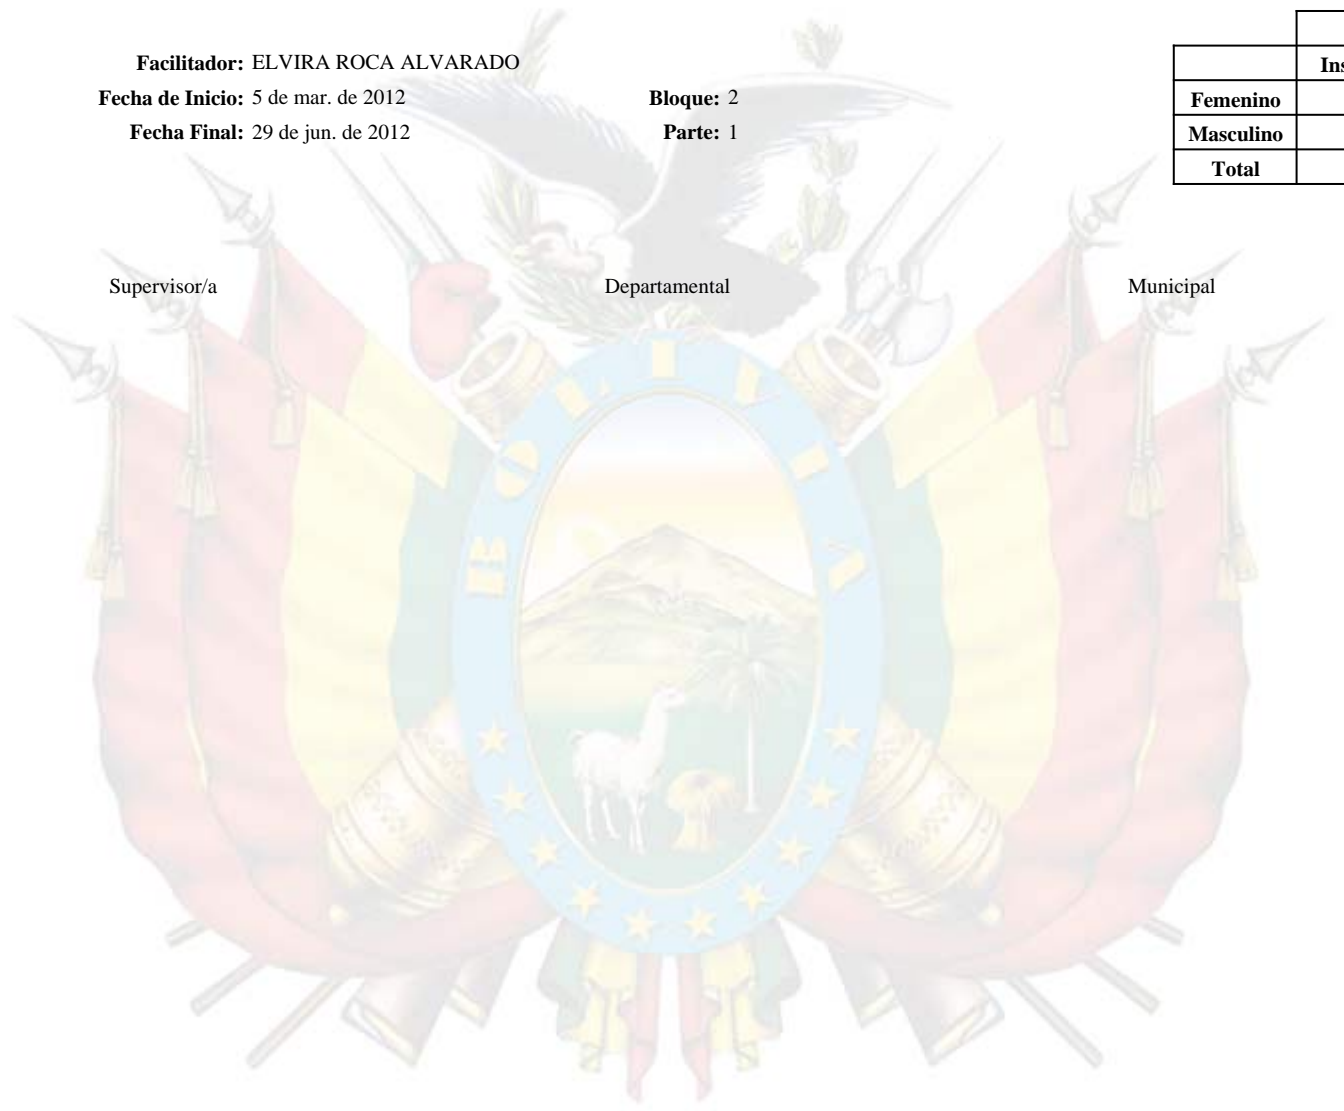 Facilitador: ELVIRA ROCA ALVARADO
Fecha de Inicio: 5 de mar. de 2012
Bloque: 2
Fecha Final: 29 de jun. de 2012
Parte: 1
Femenino
Masculino
Total
Supervisor/a
Departamental
Municipal
BOLIVIA